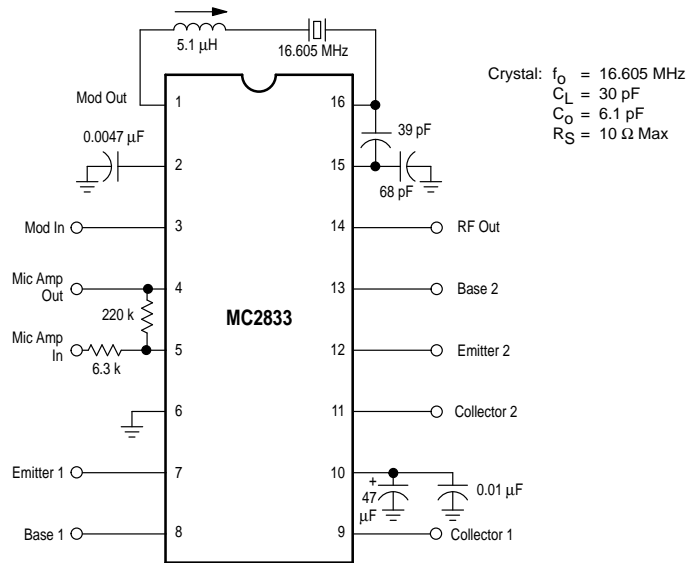 5.1 µH
16.605 MHz
Crystal: fo = 16.605 MHz
CL = 30 pF
Co = 6.1 pF
RS = 10 Ω Max
Mod Out
1
16
0.0047 µF
39 pF
2
15
68 pF
Mod In
3
14
RF Out
Mic Amp
Out
4
13
Base 2
220 k
MC2833
Mic Amp
In
5
12
Emitter 2
6.3 k
6
11
Collector 2
Emitter 1
7
10
+
47
µF
0.01 µF
Base 1
8
9
Collector 1